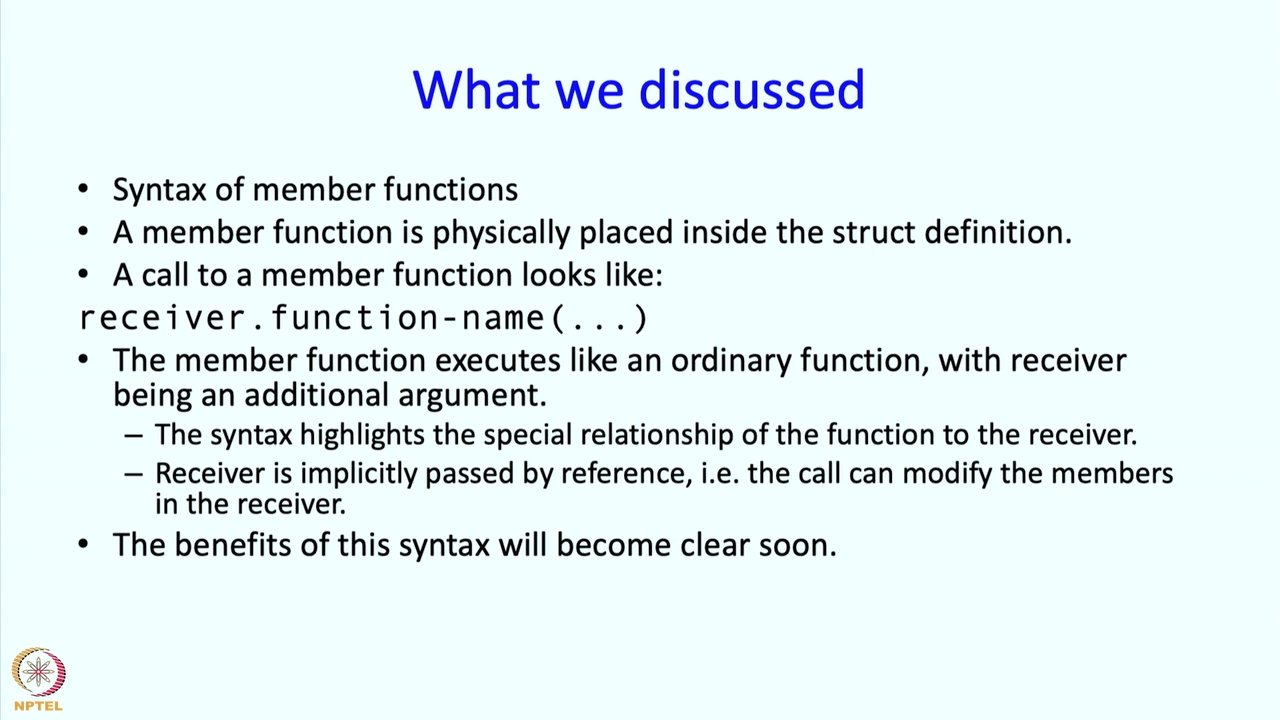 What we discussed
• Syntax of member functions
• A member function is physically placed inside the struct definition.
• A call to a member function looks like:
receiver.function-name(...)
• The member function executes like an ordinary function, with receiver
being an additional argument.
– The syntax highlights the special relationship of the function to the receiver.
– Receiver is implicitly passed by reference, i.e. the call can modify the members
in the receiver.
• The benefits of this syntax will become clear soon.
NPTEL